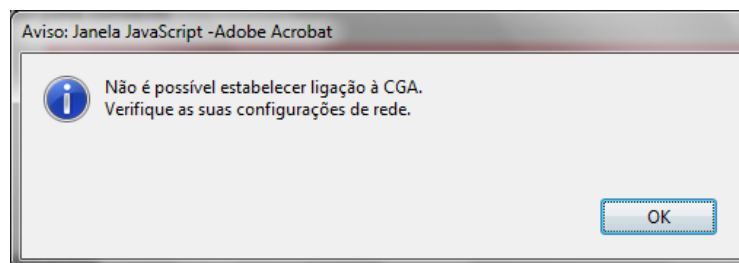 Aviso: Janela JavaScript -Adobe Acrobat
Não é possível estabelecer ligação à CGA.
Verifique as suas configurações de rede.
OK